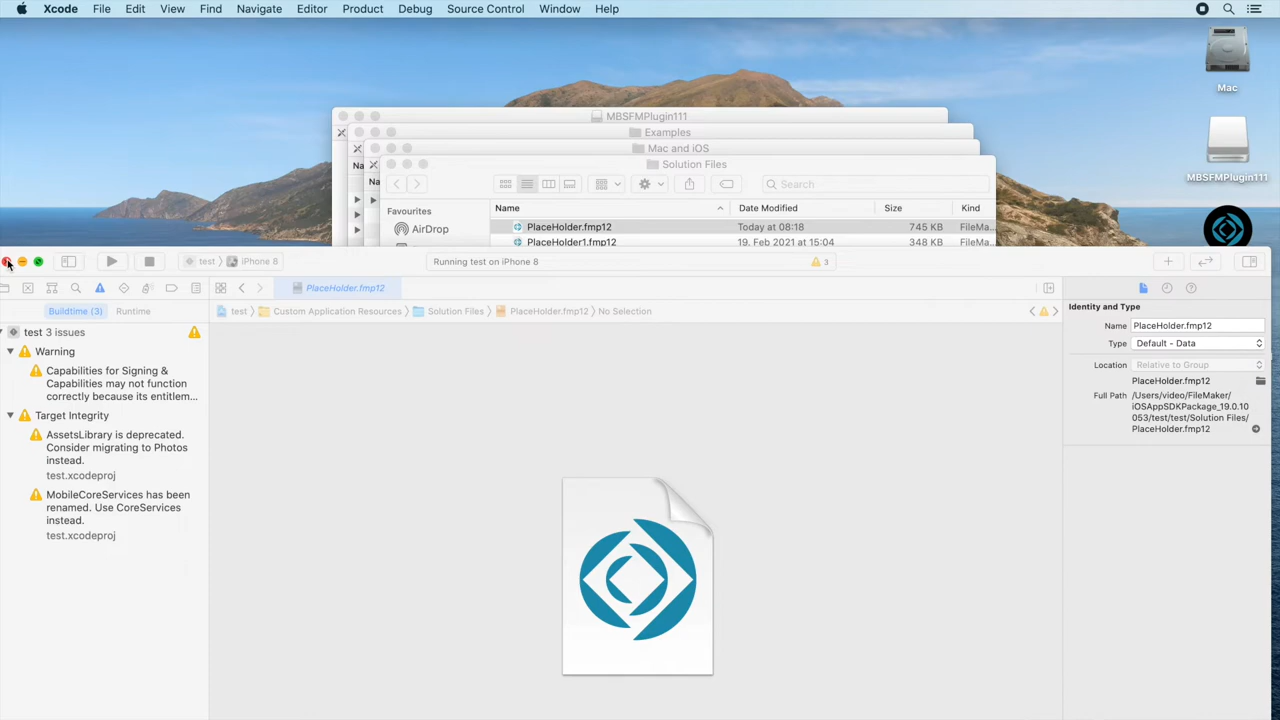 Xcode File Edit View Find Navigate Editor Product Debug Source Control Window Help
Mac
MBSFMPlugin111
MBSFMPlugin111
Examples
Mac and iOS
Na
Solution Files
Na
Search
Favourites
Name Date Modified Size Kind
AirDrop
PlaceHolder.fmp12 Today at 08:18 745 KB FileMa...
PlaceHolder1.fmp12 19. Feb 2021 at 15:04 348 KB FileMa...
test iPhone 8
Running test on iPhone 8
3
PlaceHolder.fmp12
Buildtime (3) Runtime
test Custom Application Resources Solution Files PlaceHolder.fmp12 No Selection
test 3 issues
Warning
Capabilities for Signing &
Capabilities may not function
correctly because its entitlem...
Target Integrity
AssetsLibrary is deprecated.
Consider migrating to Photos
instead.
test.xcodeproj
MobileCoreServices has been
renamed. Use CoreServices
instead.
test.xcodeproj
Identity and Type
Name PlaceHolder.fmp12
Type Default - Data
Location Relative to Group
PlaceHolder.fmp12
Full Path /Users/video/FileMaker/
iOSAppSDKPackage_19.0.10
053/test/test/Solution Files/
PlaceHolder.fmp12